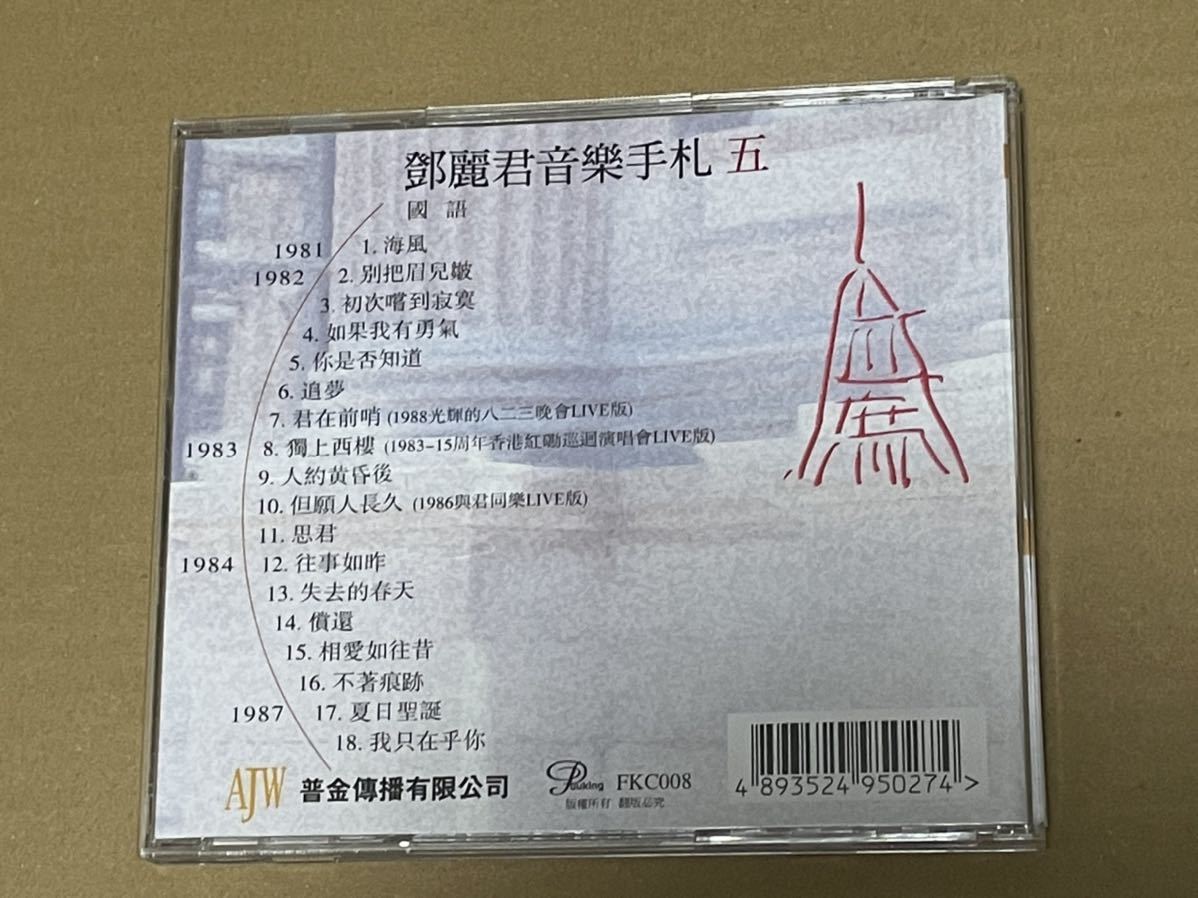 鄧麗君音樂手札 五
國語
1981 1. 海風
1982 2. 別把眉兒皺
3. 初次嚐到寂寞
4. 如果我有勇氣
5. 你是否知道
6. 追夢
7. 君在前哨 (1988光輝的八二三晚會LIVE版)
1983 8. 獨上西樓 (1983-15周年香港紅磡巡迴演唱會LIVE版)
9. 人約黃昏後
10. 但願人長久 (1986與君同樂LIVE版)
11. 思君
1984 12. 往事如昨
13. 失去的春天
14. 償還
15. 相愛如往昔
16. 不著痕跡
1987 17. 夏日聖誕
18. 我只在乎你
AJW 普金傳播有限公司 Puuking FKC008
版權所有 翻版必究
4 893524 950274 >